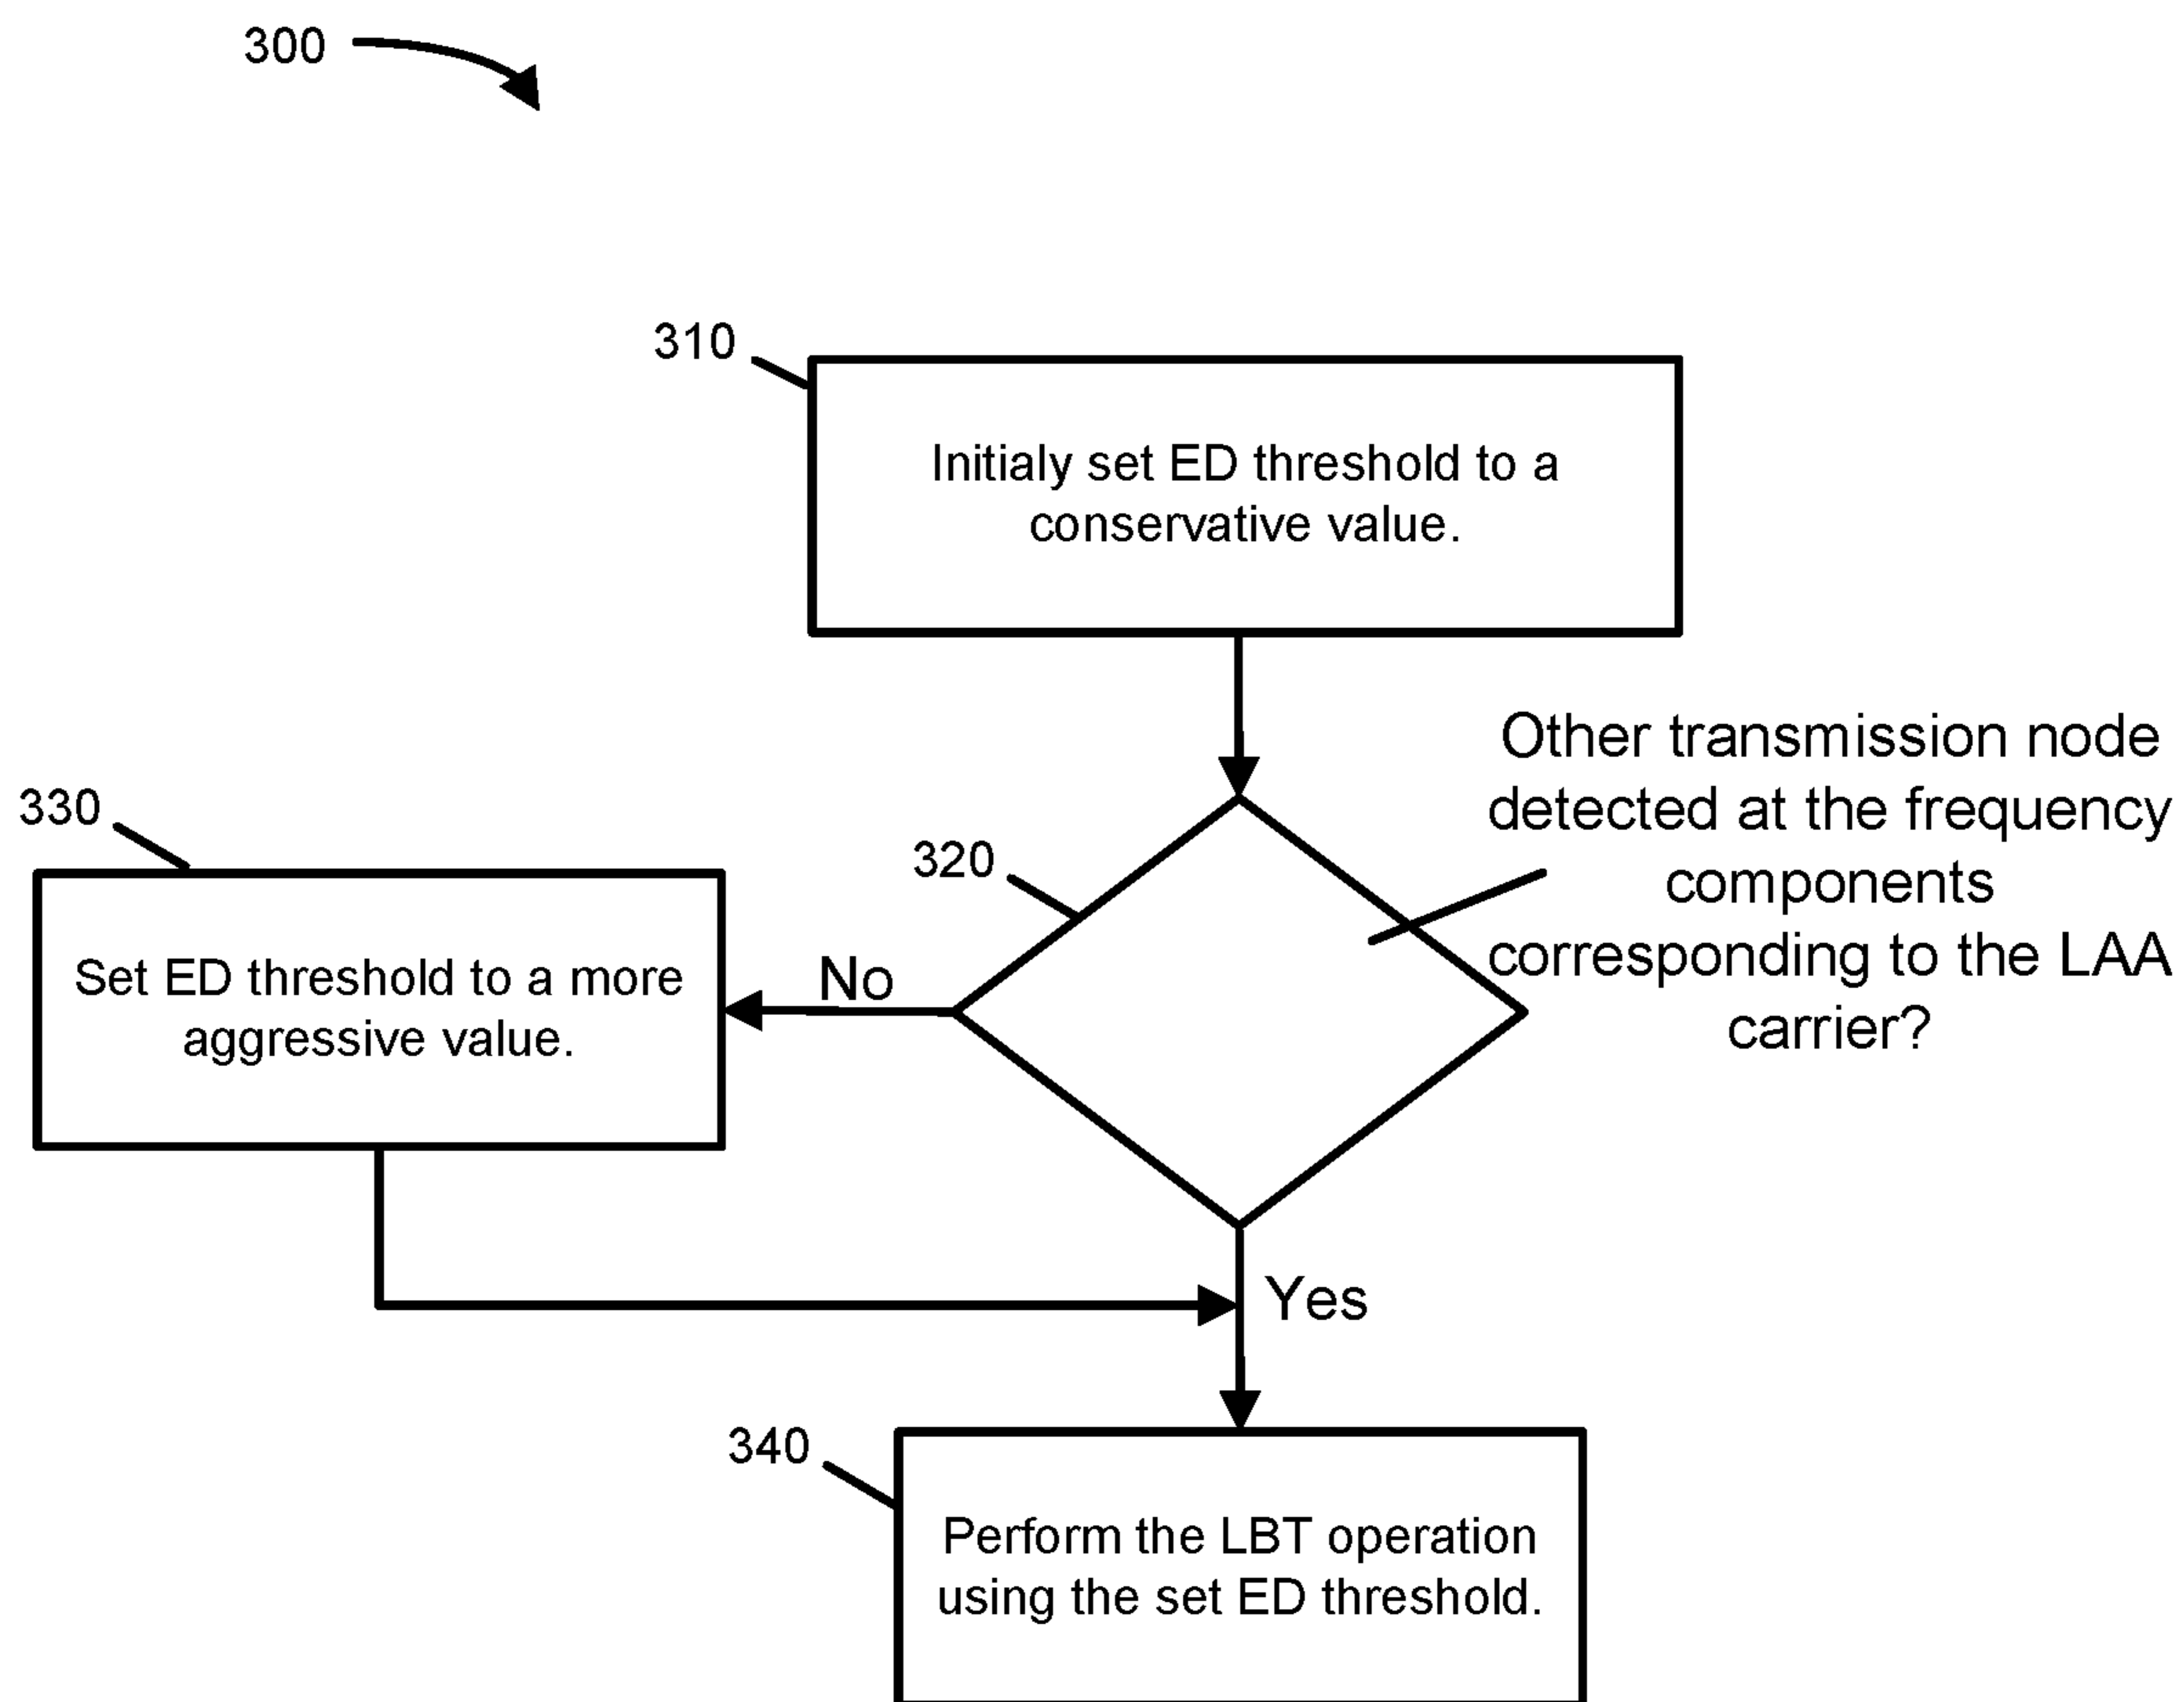 300
310
Initialy set ED threshold to a
conservative value.
Other transmission node
detected at the frequency
components
corresponding to the LAA
carrier?
330
320
No
Set ED threshold to a more
aggressive value.
Yes
340
Perform the LBT operation
using the set ED threshold.